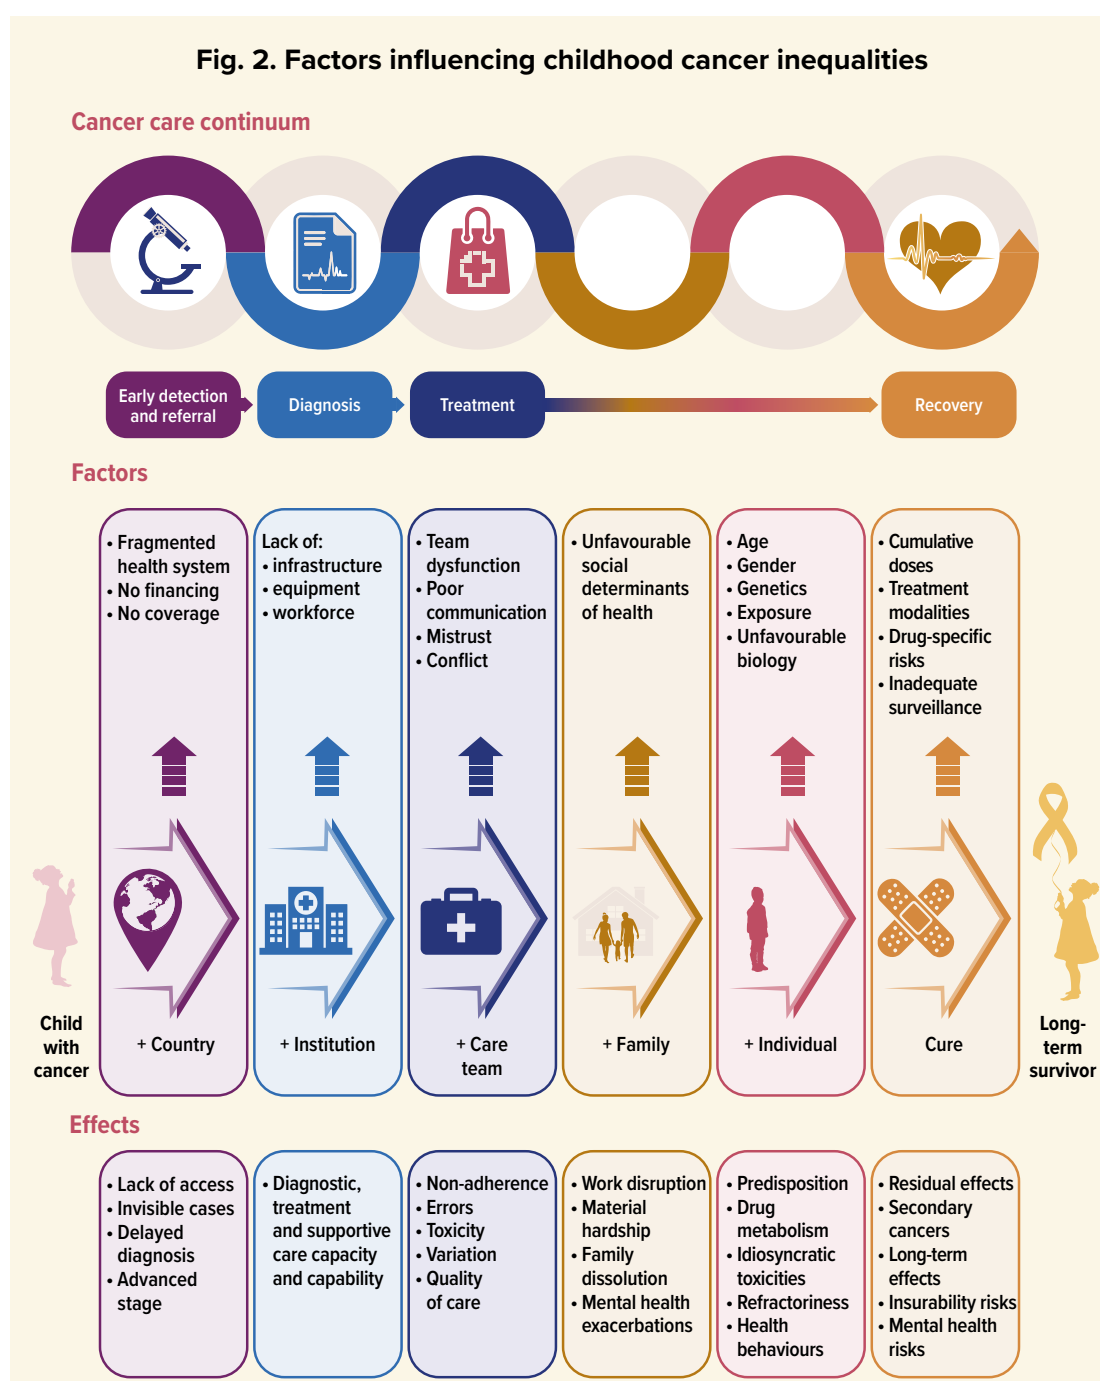 Fig. 2. Factors influencing childhood cancer inequalities
Cancer care continuum
Early detection
and referral
Diagnosis
Treatment
Recovery
Factors
• Fragmented
health system
• No financing
• No coverage
Lack of:
• infrastructure
• equipment
• workforce
• Team
dysfunction
• Poor
communication
• Mistrust
• Conflict
• Unfavourable
social
determinants
of health
• Age
• Gender
• Genetics
• Exposure
• Unfavourable
biology
• Cumulative
doses
• Treatment
modalities
• Drug-specific
risks
• Inadequate
surveillance
Child
with
cancer
+ Country
+ Institution
+ Care
team
+ Family
+ Individual
Cure
Long-
term
survivor
Effects
• Lack of access
• Invisible cases
• Delayed
diagnosis
• Advanced
stage
• Diagnostic,
treatment
and supportive
care capacity
and capability
• Non-adherence
• Errors
• Toxicity
• Variation
• Quality
of care
• Work disruption
• Material
hardship
• Family
dissolution
• Mental health
exacerbations
• Predisposition
• Drug
metabolism
• Idiosyncratic
toxicities
• Refractoriness
• Health
behaviours
• Residual effects
• Secondary
cancers
• Long-term
effects
• Insurability risks
• Mental health
risks